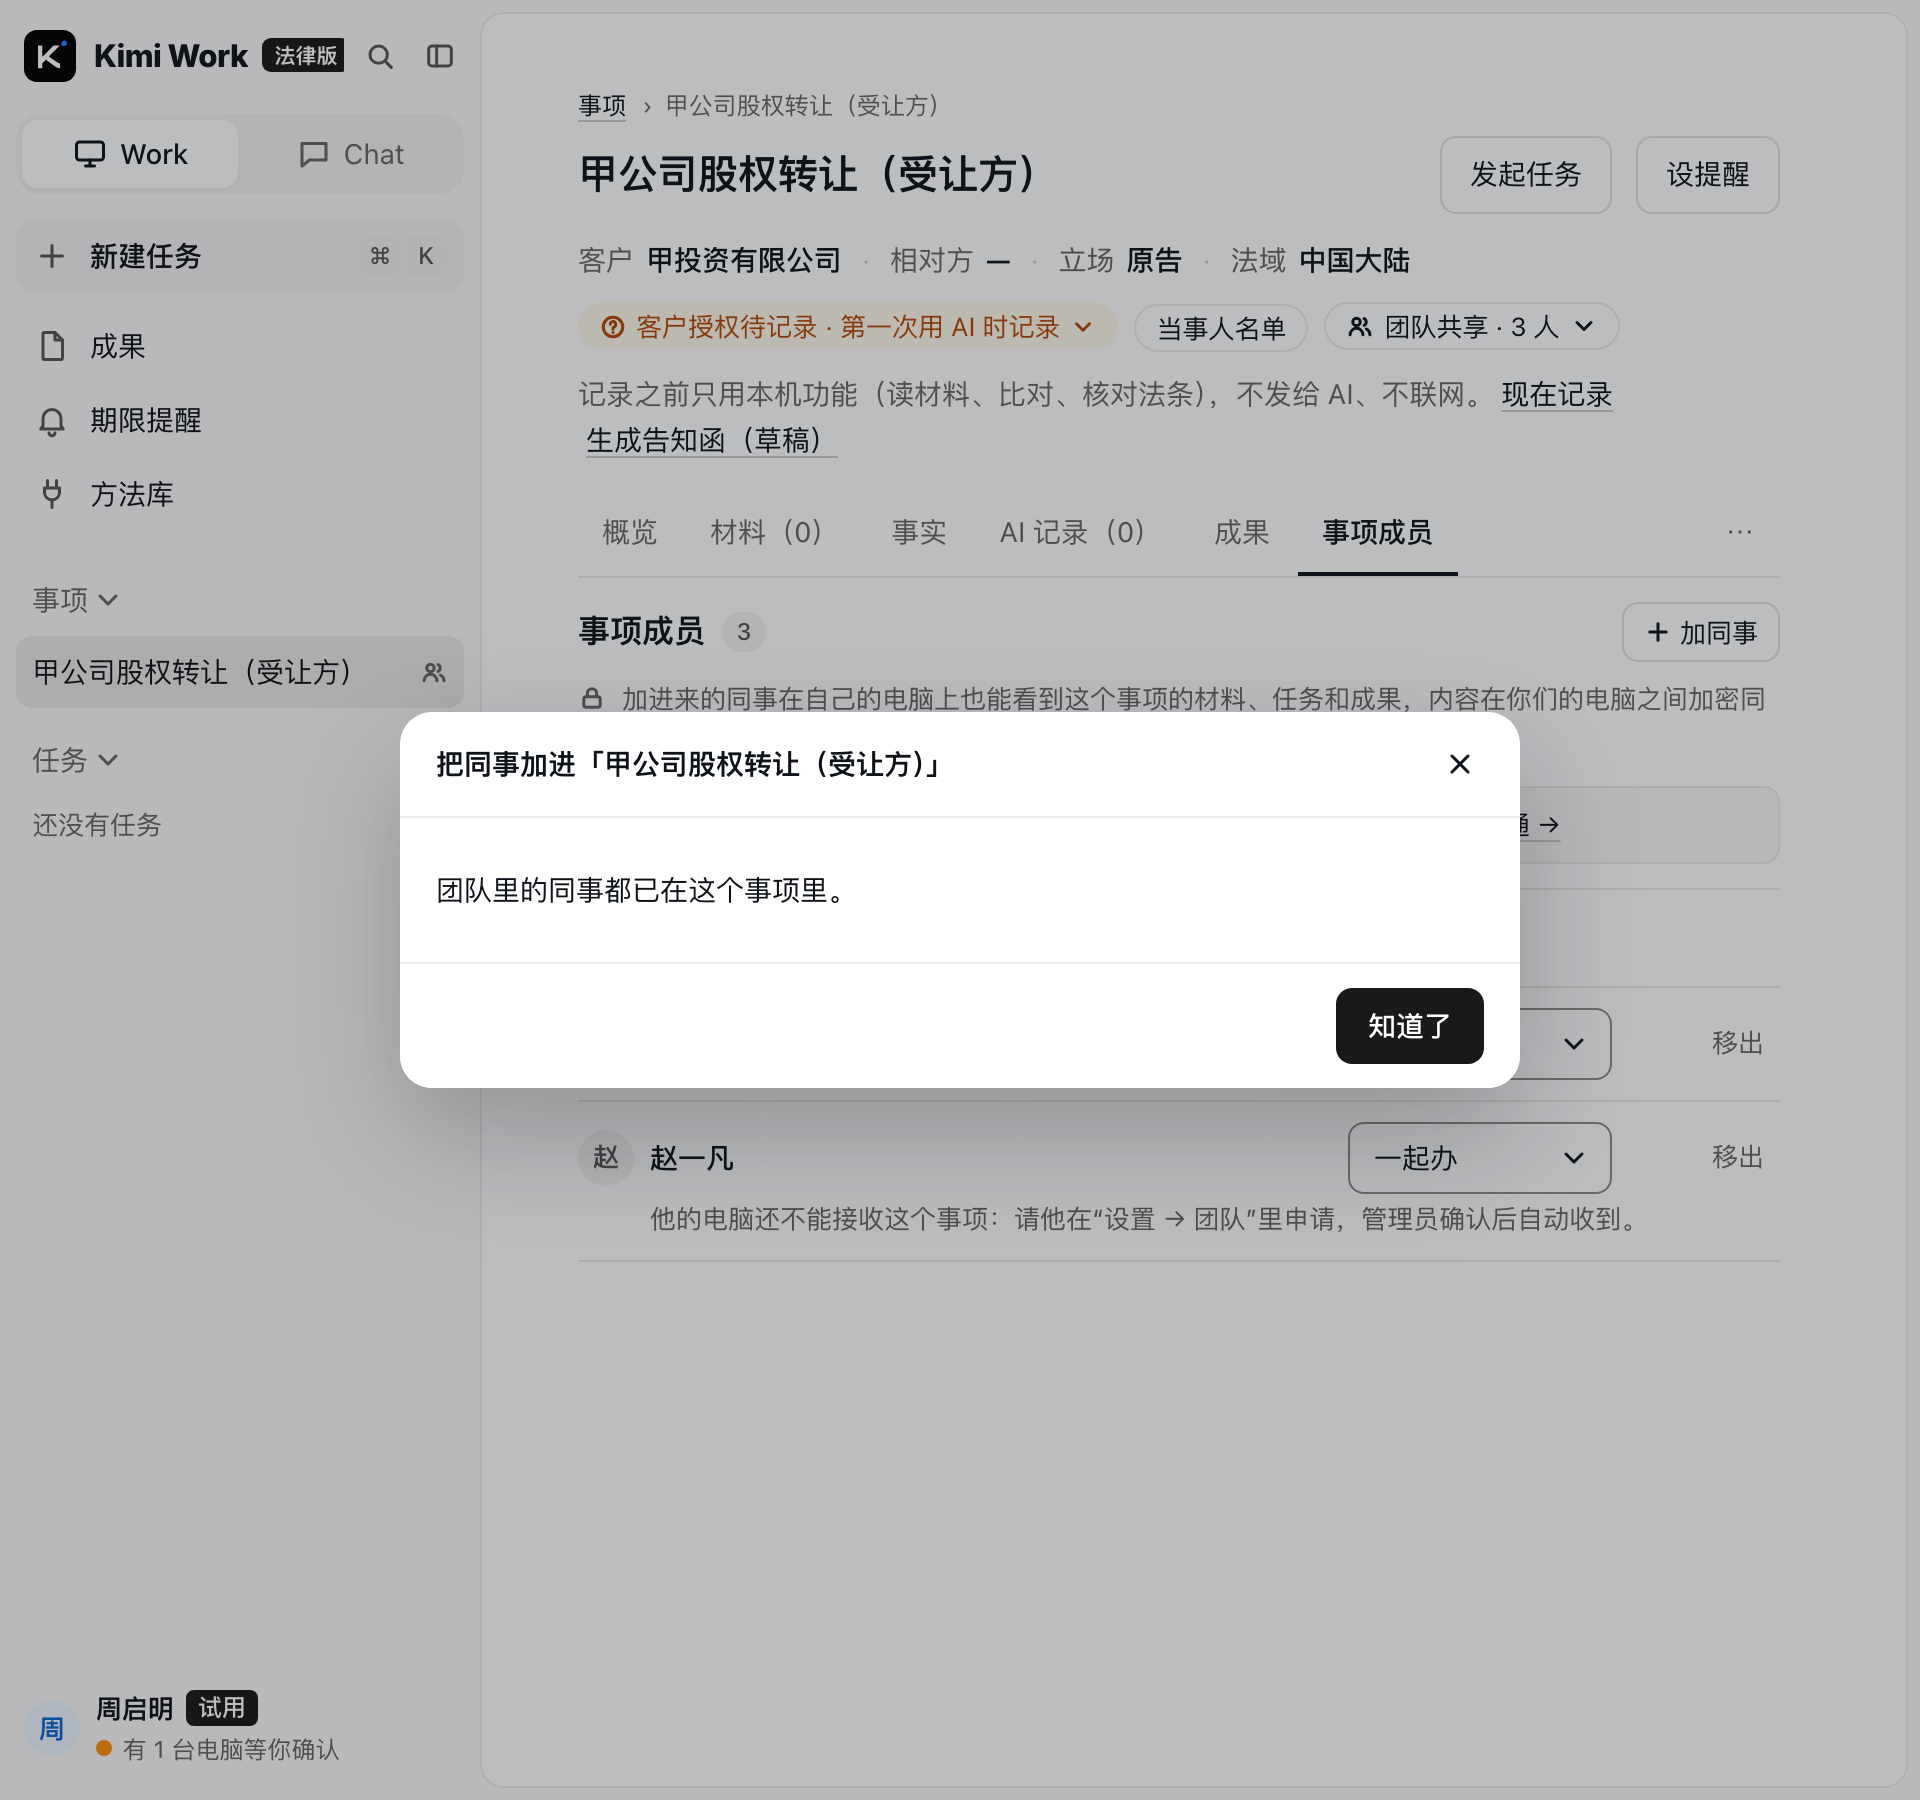 Kimi Work 法律版
Work
Chat
新建任务 ⌘ K
成果
期限提醒
方法库
事项
甲公司股权转让（受让方）
任务
还没有任务
周
周启明 试用
有 1 台电脑等你确认
事项 › 甲公司股权转让（受让方）
甲公司股权转让（受让方）
发起任务
设提醒
客户 甲投资有限公司 · 相对方 — · 立场 原告 · 法域 中国大陆
客户授权待记录 · 第一次用 AI 时记录
当事人名单
团队共享 · 3 人
记录之前只用本机功能（读材料、比对、核对法条），不发给 AI、不联网。 现在记录
生成告知函（草稿）
概览 材料（0） 事实 AI 记录（0） 成果 事项成员 ···
事项成员 3
+ 加同事
加进来的同事在自己的电脑上也能看到这个事项的材料、任务和成果，内容在你们的电脑之间加密同
→
把同事加进「甲公司股权转让（受让方）」
团队里的同事都已在这个事项里。
知道了
移出
赵 赵一凡 一起办 移出
他的电脑还不能接收这个事项：请他在“设置 → 团队”里申请，管理员确认后自动收到。